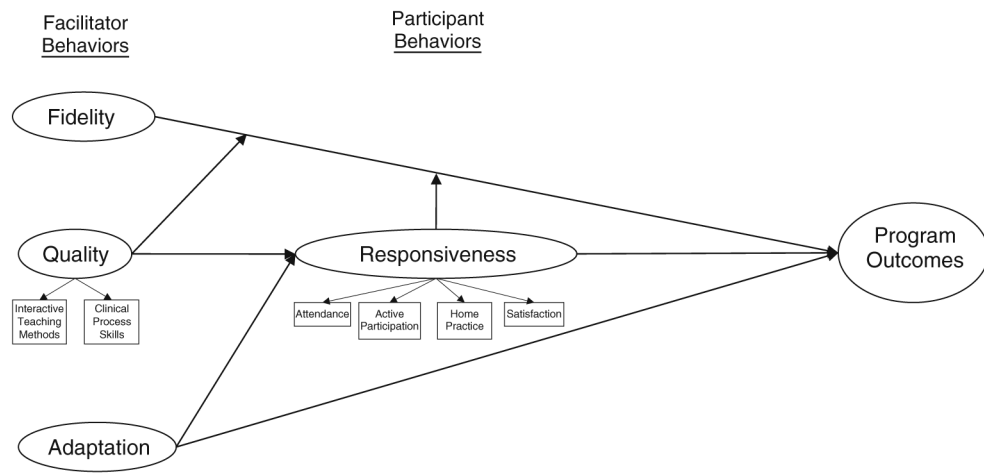 Facilitator
Behaviors
Participant
Behaviors
Fidelity
Quality
Interactive
Teaching
Methods
Clinical
Process
Skills
Responsiveness
Attendance
Active
Participation
Home
Practice
Satisfaction
Program
Outcomes
Adaptation